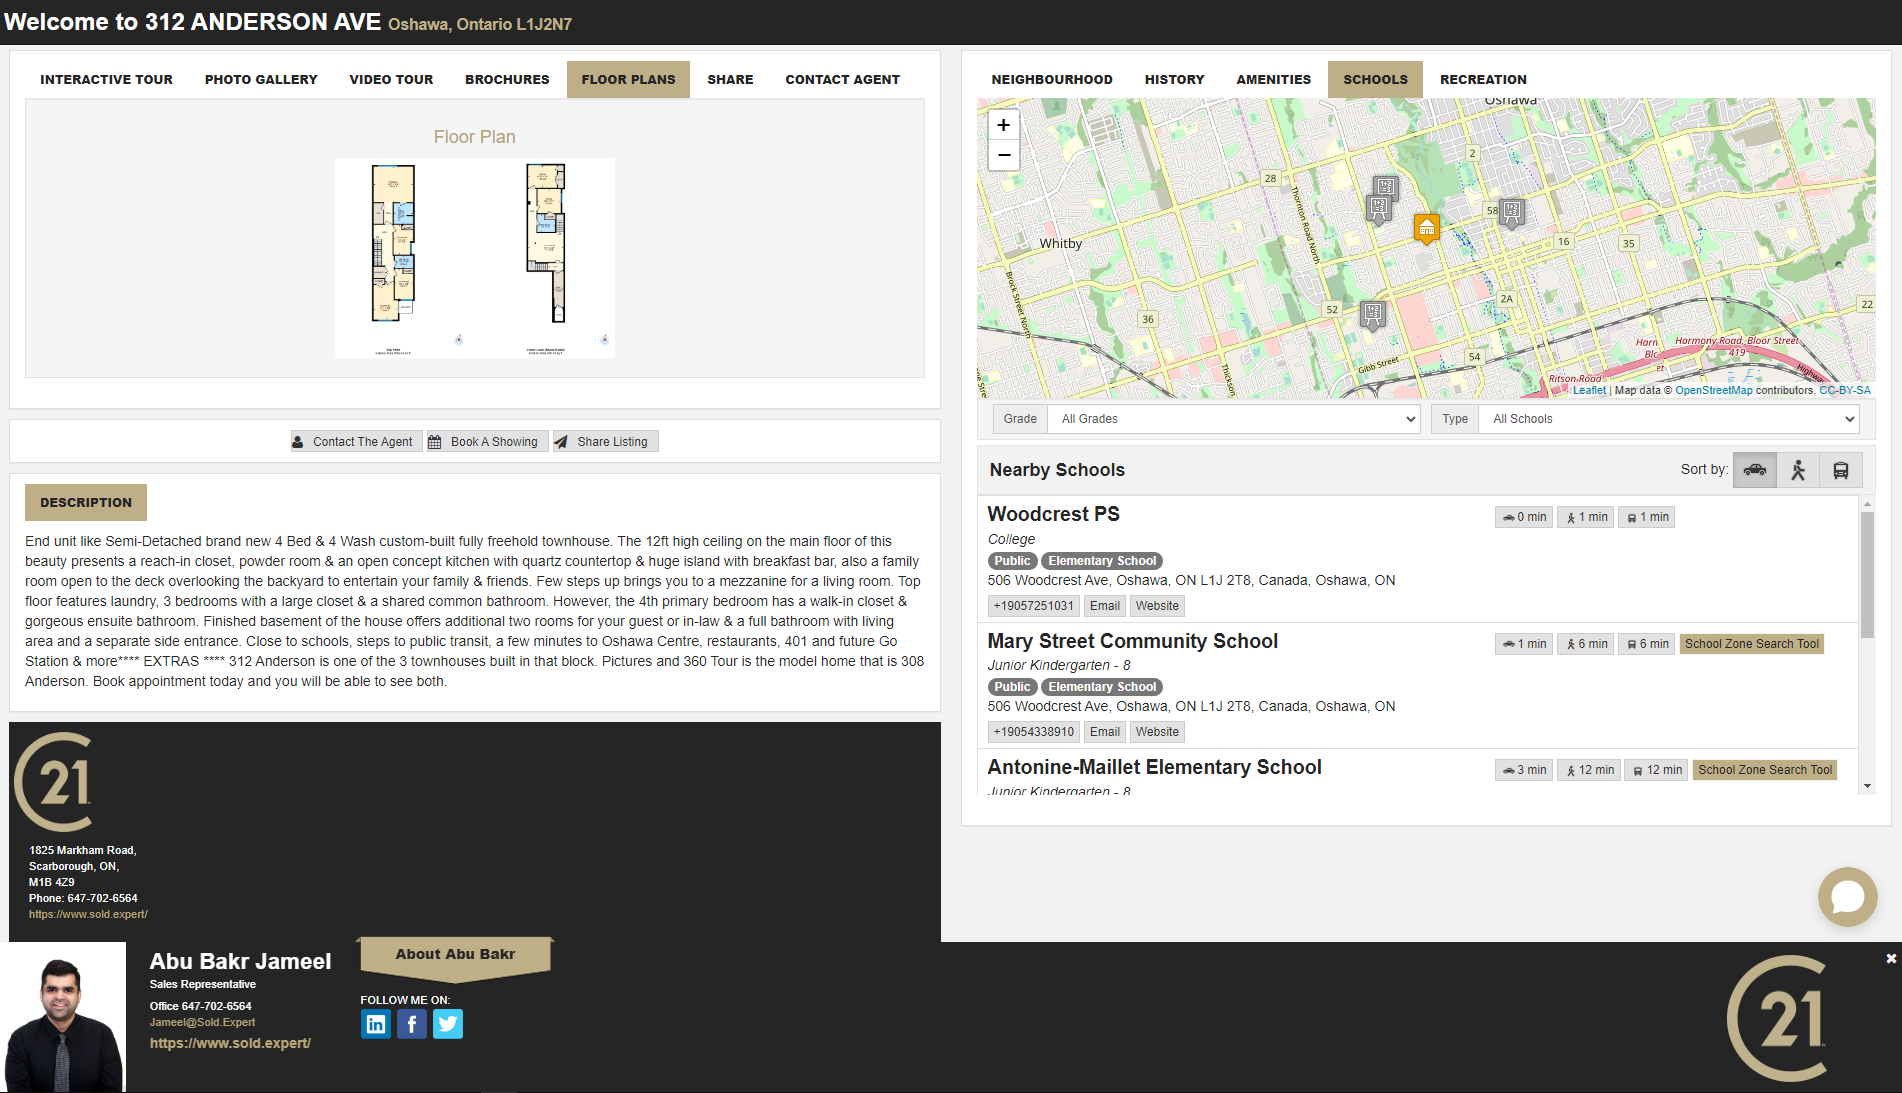 Welcome to 312 ANDERSON AVE Oshawa, Ontario L1J2N7
INTERACTIVE TOUR PHOTO GALLERY VIDEO TOUR BROCHURES FLOOR PLANS SHARE CONTACT AGENT
Floor Plan
Contact The Agent Book A Showing Share Listing
DESCRIPTION
End unit like Semi-Detached brand new 4 Bed & 4 Wash custom-built fully freehold townhouse. The 12ft high ceiling on the main floor of this
beauty presents a reach-in closet, powder room & an open concept kitchen with quartz countertop & huge island with breakfast bar, also a family
room open to the deck overlooking the backyard to entertain your family & friends. Few steps up brings you to a mezzanine for a living room. Top
floor features laundry, 3 bedrooms with a large closet & a shared common bathroom. However, the 4th primary bedroom has a walk-in closet &
gorgeous ensuite bathroom. Finished basement of the house offers additional two rooms for your guest or in-law & a full bathroom with living
area and a separate side entrance. Close to schools, steps to public transit, a few minutes to Oshawa Centre, restaurants, 401 and future Go
Station & more**** EXTRAS **** 312 Anderson is one of the 3 townhouses built in that block. Pictures and 360 Tour is the model home that is 308
Anderson. Book appointment today and you will be able to see both.
21
1825 Markham Road,
Scarborough, ON,
M1B 4Z9
Phone: 647-702-6564
https://www.sold.expert/
NEIGHBOURHOOD HISTORY AMENITIES SCHOOLS RECREATION
+
−
Oshawa
Whitby
2
28
58
16
35
52
2A
22
36
54
Thornton Road North
Brock Street North
Gibb Street
Thickson
Harmony Road, Bloor Street
419
Ritson Road
Leaflet | Map data © OpenStreetMap contributors, CC-BY-SA
Grade All Grades Type All Schools
Nearby Schools Sort by:
Woodcrest PS 0 min 1 min 1 min
College
Public Elementary School
506 Woodcrest Ave, Oshawa, ON L1J 2T8, Canada, Oshawa, ON
+19057251031 Email Website
Mary Street Community School 1 min 6 min 6 min School Zone Search Tool
Junior Kindergarten - 8
Public Elementary School
506 Woodcrest Ave, Oshawa, ON L1J 2T8, Canada, Oshawa, ON
+19054338910 Email Website
Antonine-Maillet Elementary School 3 min 12 min 12 min School Zone Search Tool
Junior Kindergarten - 8
Abu Bakr Jameel
Sales Representative
Office 647-702-6564
Jameel@Sold.Expert
https://www.sold.expert/
About Abu Bakr
FOLLOW ME ON:
21